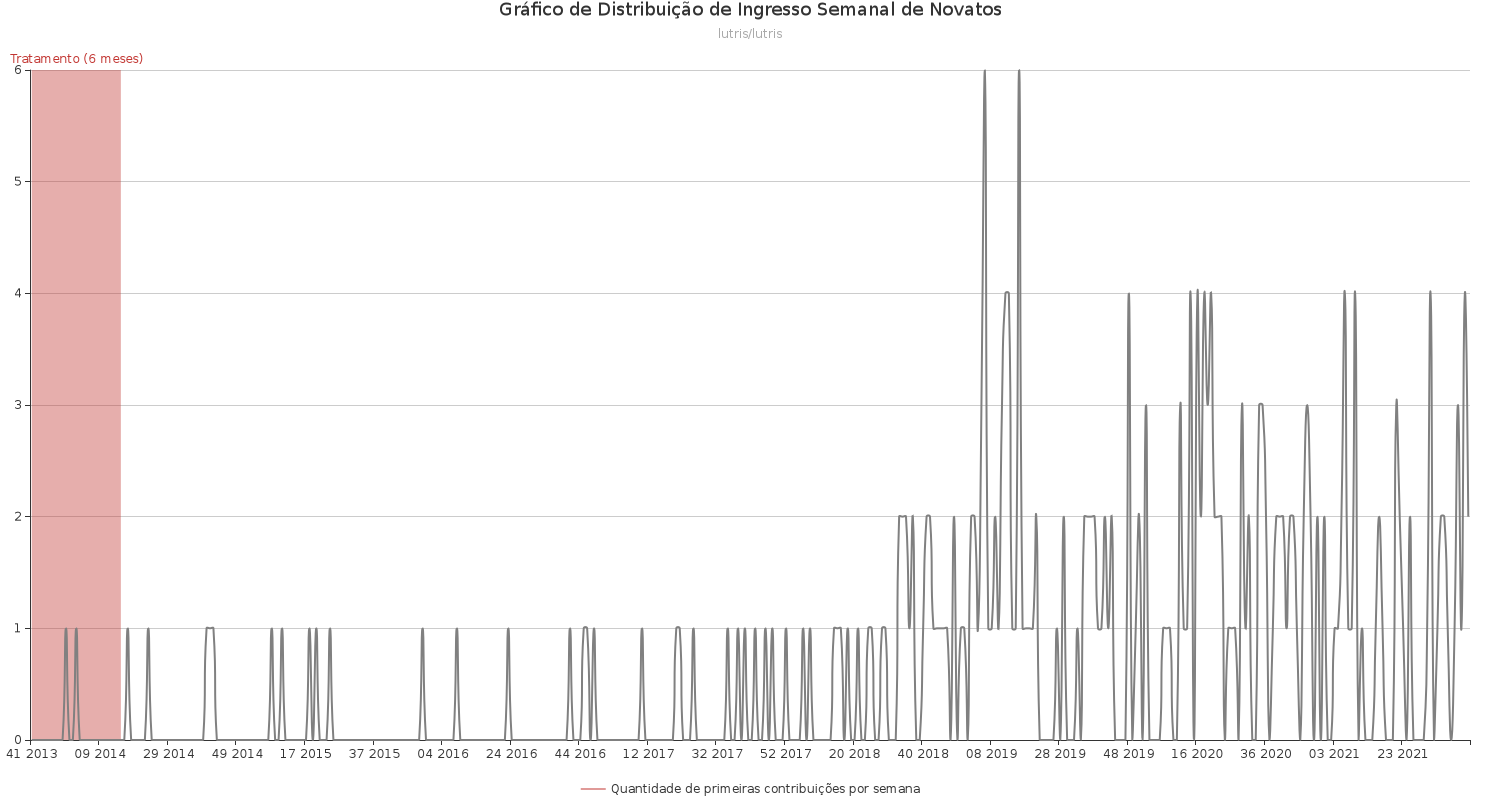 Gráfico de Distribuição de Ingresso Semanal de Novatos
lutris/lutris
Tratamento (6 meses)
6
5
4
3
2
1
0
41 2013 09 2014 29 2014 49 2014 17 2015 37 2015 04 2016 24 2016 44 2016 12 2017 32 2017 52 2017 20 2018 40 2018 08 2019 28 2019 48 2019 16 2020 36 2020 03 2021 23 2021
Quantidade de primeiras contribuições por semana